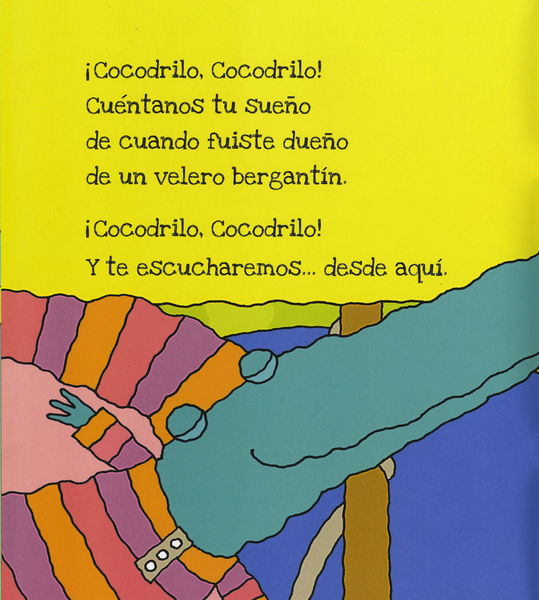 ¡Cocodrilo, Cocodrilo!
Cuéntanos tu sueño
de cuando fuiste dueño
de un velero bergantín.
¡Cocodrilo, Cocodrilo!
Y te escucharemos... desde aquí.